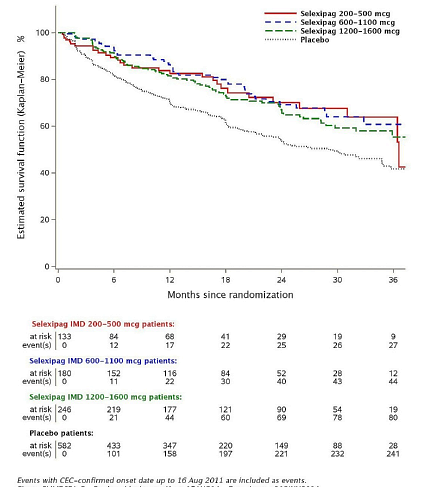 Selexipag 200–500 mcg
Selexipag 600–1100 mcg
Selexipag 1200–1600 mcg
Placebo
Estimated survival function (Kaplan–Meier) %
100
80
60
40
20
0
0 6 12 18 24 30 36
Months since randomization
Selexipag IMD 200–500 mcg patients:
at risk 133 84 68 41 29 19 9
event(s) 0 12 17 22 25 26 27
Selexipag IMD 600–1100 mcg patients:
at risk 180 152 116 84 52 28 12
event(s) 0 11 22 30 40 43 44
Selexipag IMD 1200–1600 mcg patients:
at risk 246 219 177 121 90 54 19
event(s) 0 21 44 60 69 78 80
Placebo patients:
at risk 582 433 347 220 149 88 28
event(s) 0 101 158 197 221 232 241
Events with CEC–confirmed onset date up to 16 Aug 2011 are included as events.